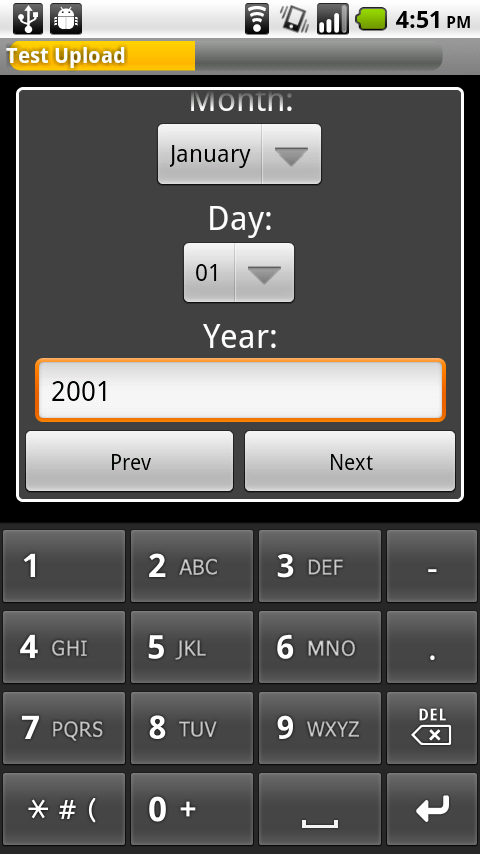 4:51 PM
Test Upload
Month:
January
Day:
01
Year:
2001
Prev Next
1 2 ABC 3 DEF -
4 GHI 5 JKL 6 MNO .
7 PQRS 8 TUV 9 WXYZ DEL
* # ( 0 +